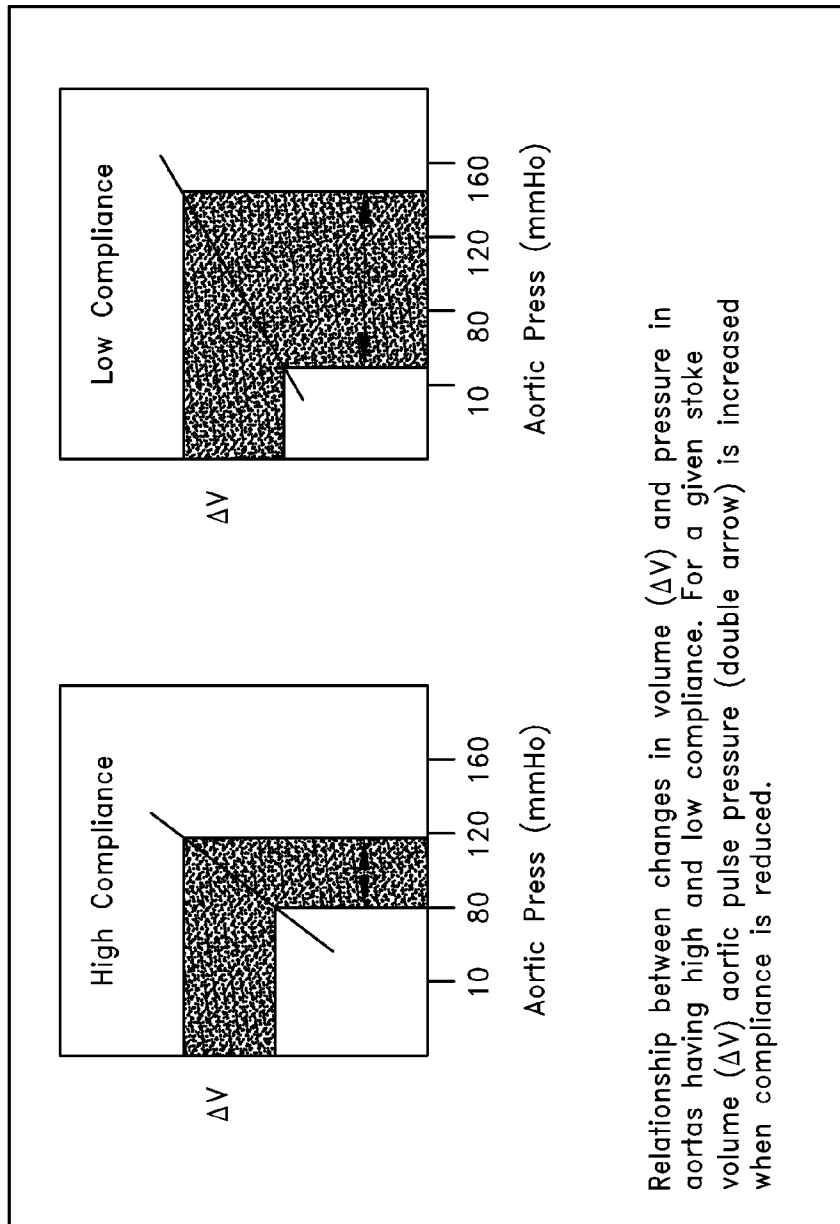 High Compliance
ΔV
10 80 120 160
Aortic Press (mmHo)
Low Compliance
ΔV
10 80 120 160
Aortic Press (mmHo)
Relationship between changes in volume (ΔV) and pressure in
aortas having high and low compliance. For a given stoke
volume (ΔV) aortic pulse pressure (double arrow) is increased
when compliance is reduced.